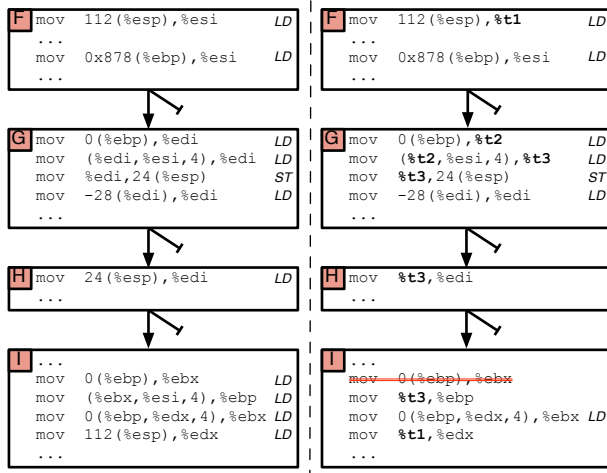 F
mov 112(%esp),%esi LD
...
mov 0x878(%ebp),%esi LD
...
G
mov 0(%ebp),%edi LD
mov (%edi,%esi,4),%edi LD
mov %edi,24(%esp) ST
mov -28(%edi),%edi LD
...
H
mov 24(%esp),%edi LD
...
I
...
mov 0(%ebp),%ebx LD
mov (%ebx,%esi,4),%ebp LD
mov 0(%ebp,%edx,4),%ebx LD
mov 112(%esp),%edx LD
...
F
mov 112(%esp),%t1 LD
...
mov 0x878(%ebp),%esi LD
...
G
mov 0(%ebp),%t2 LD
mov (%t2,%esi,4),%t3 LD
mov %t3,24(%esp) ST
mov -28(%edi),%edi LD
...
H
mov %t3,%edi
...
I
...
mov 0(%ebp),%ebx
mov %t3,%ebp
mov 0(%ebp,%edx,4),%ebx LD
mov %t1,%edx
...